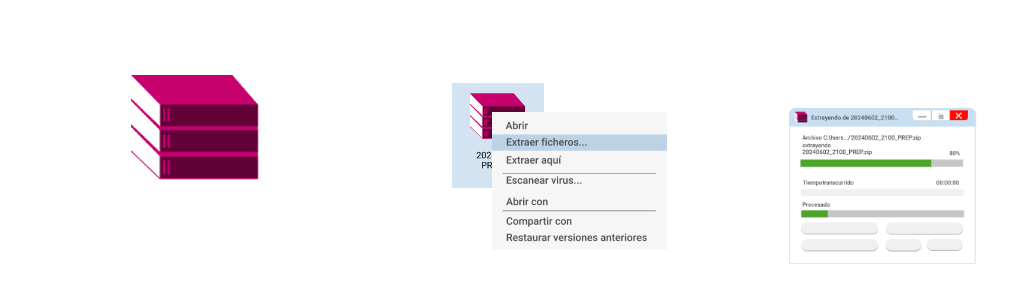 202
PR
Abrir
Extraer ficheros...
Extraer aquí
Escanear virus...
Abrir con
Compartir con
Restaurar versiones anteriores
Extrayendo de 20240602_2100...
Archivo C:Users.../20240602_2100_PREP.zip
extrayendo
20240602_2100_PREP.zip 80%
Tiempotranscurrido 00:00:00
Procesado